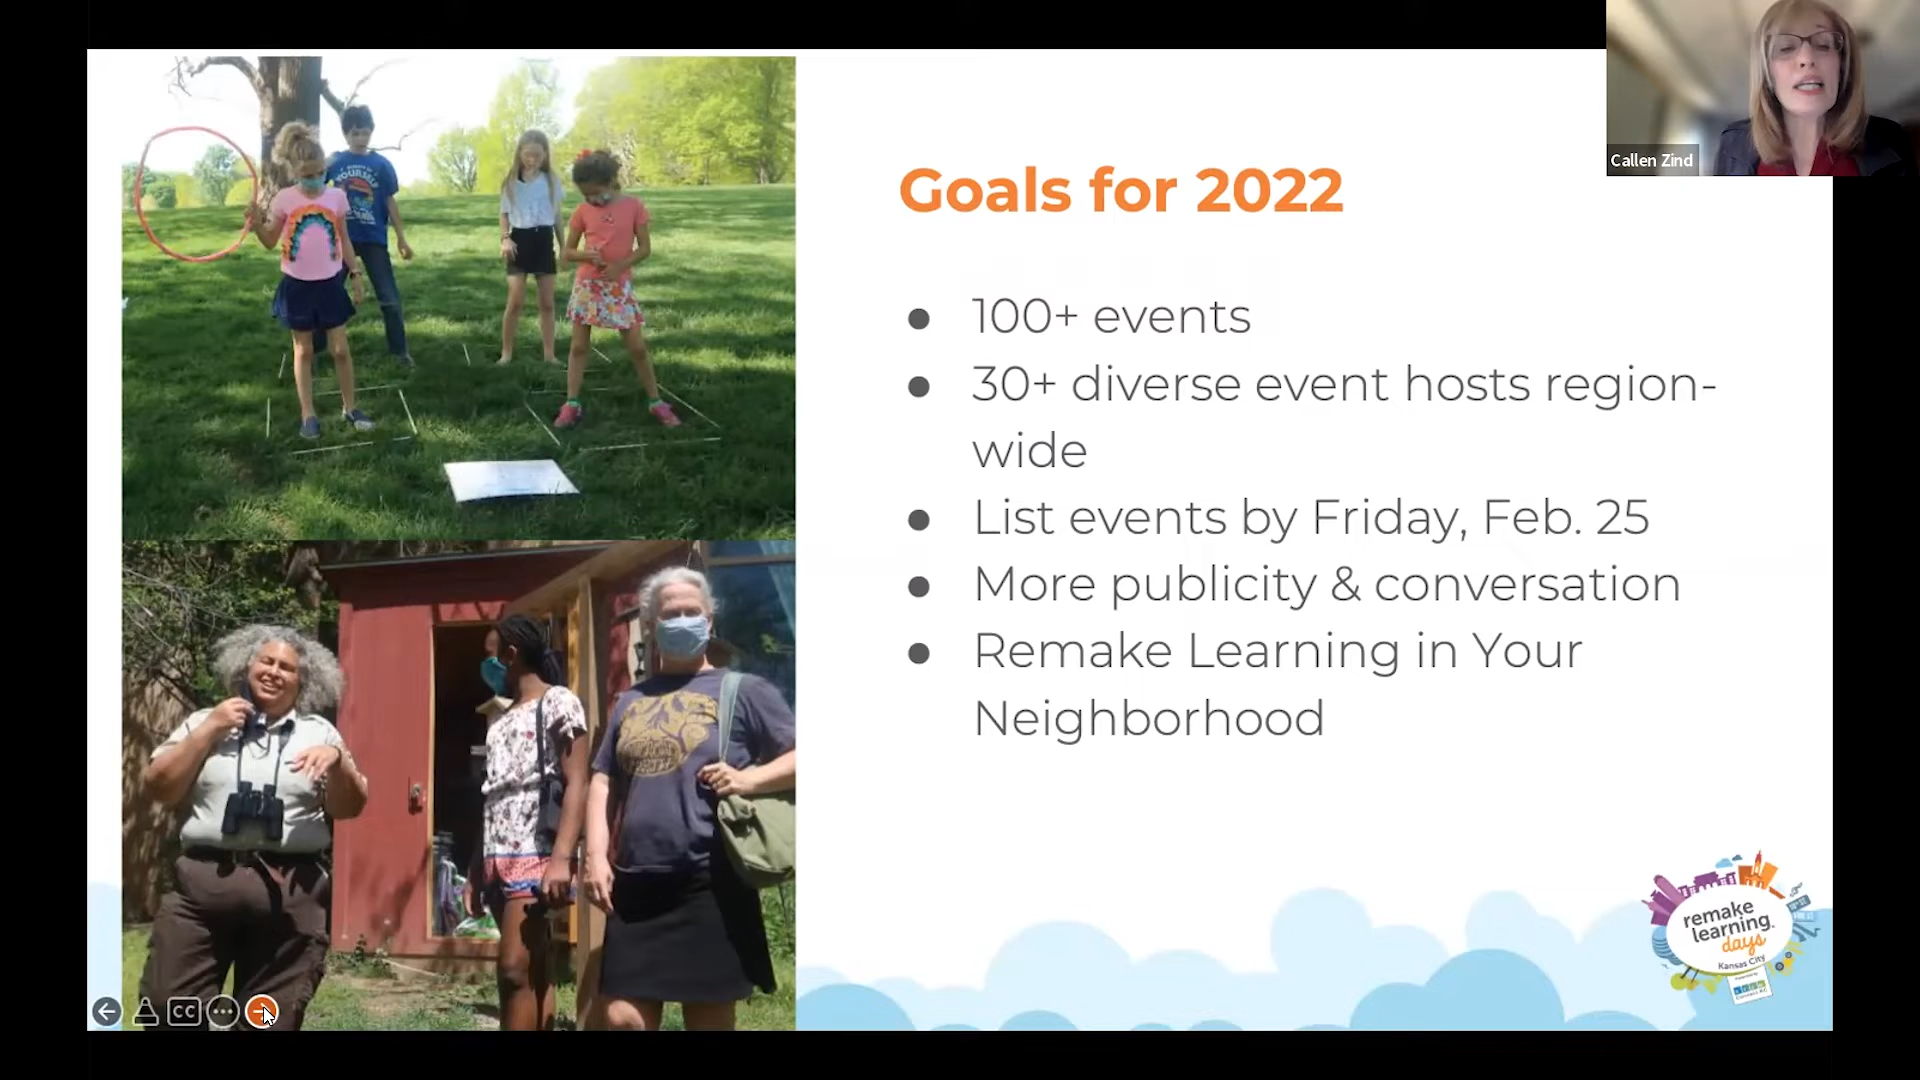 Callen Zind
Goals for 2022
● 100+ events
● 30+ diverse event hosts region-
wide
● List events by Friday, Feb. 25
● More publicity & conversation
● Remake Learning in Your
Neighborhood
YOURSELF
remake
learning
days
Kansas City
CC